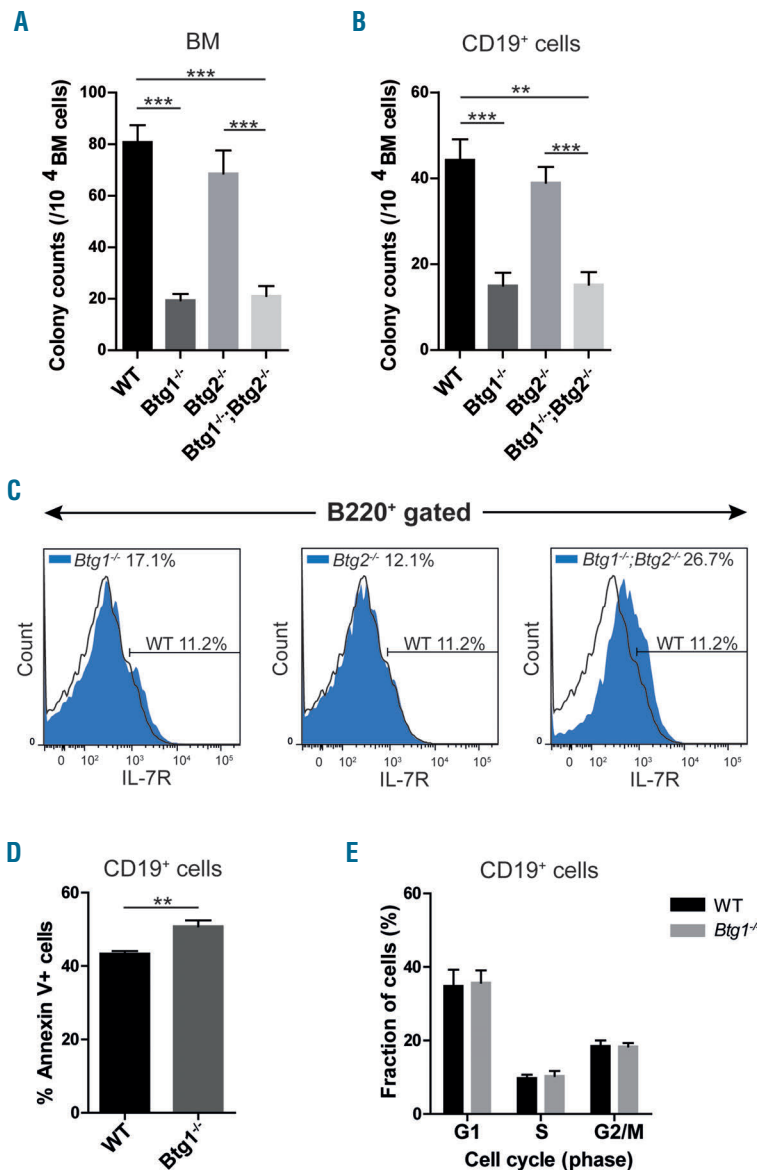 A
BM
Colony counts (/10 4 BM cells)
100
80
60
40
20
0
***
***
***
WT
Btg1-/-
Btg2-/-
Btg1-/-;Btg2-/-
B
CD19+ cells
Colony counts (/10 4 BM cells)
60
40
20
0
**
***
***
WT
Btg1-/-
Btg2-/-
Btg1-/-;Btg2-/-
C
B220+ gated
Btg1-/- 17.1%
WT 11.2%
Count
0
0 10² 10³ 10⁴ 10⁵
IL-7R
Btg2-/- 12.1%
WT 11.2%
Count
0
0 10² 10³ 10⁴ 10⁵
IL-7R
Btg1-/-;Btg2-/- 26.7%
WT 11.2%
Count
0
0 10² 10³ 10⁴ 10⁵
IL-7R
D
CD19+ cells
% Annexin V+ cells
60
40
20
0
**
WT
Btg1-/-
E
CD19+ cells
Fraction of cells (%)
60
40
20
0
G1 S G2/M
Cell cycle (phase)
WT
Btg1-/